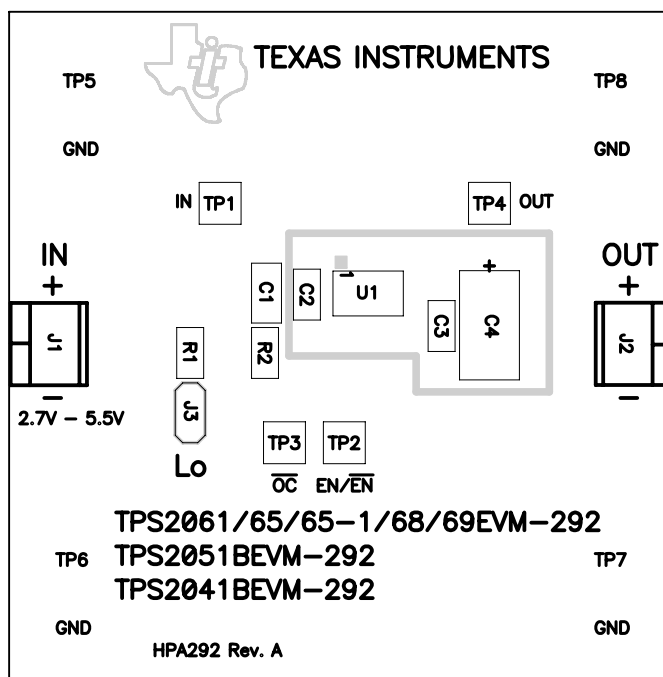 TEXAS INSTRUMENTS
TP5
TP8
GND
GND
IN TP1
TP4 OUT
IN
OUT
+
+
+
1
U1
C1
C2
C3
C4
J1
J2
R1
R2
J3
−
−
2.7V − 5.5V
Lo
TP3
TP2
O̅C̅
EN/E̅N̅
TPS2061/65/65−1/68/69EVM−292
TP6
TPS2051BEVM−292
TP7
TPS2041BEVM−292
GND
GND
HPA292 Rev. A